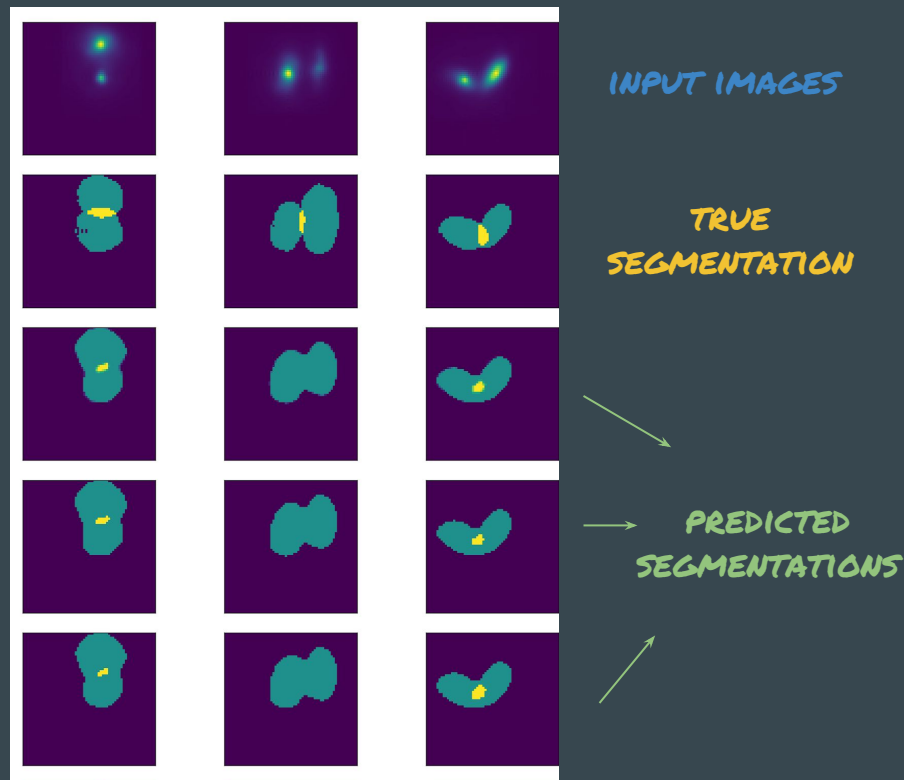 INPUT IMAGES
TRUE
SEGMENTATION
PREDICTED
SEGMENTATIONS